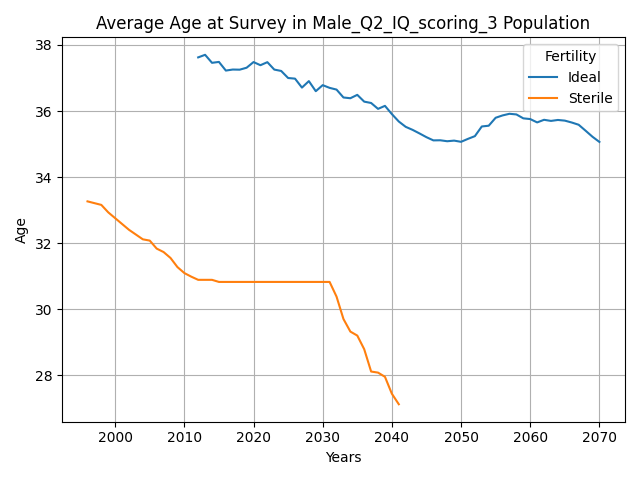 Average Age at Survey in Male_Q2_IQ_scoring_3 Population
Fertility
Ideal
Sterile
Age
38
36
34
32
30
28
2000
2010
2020
2030
2040
2050
2060
2070
Years